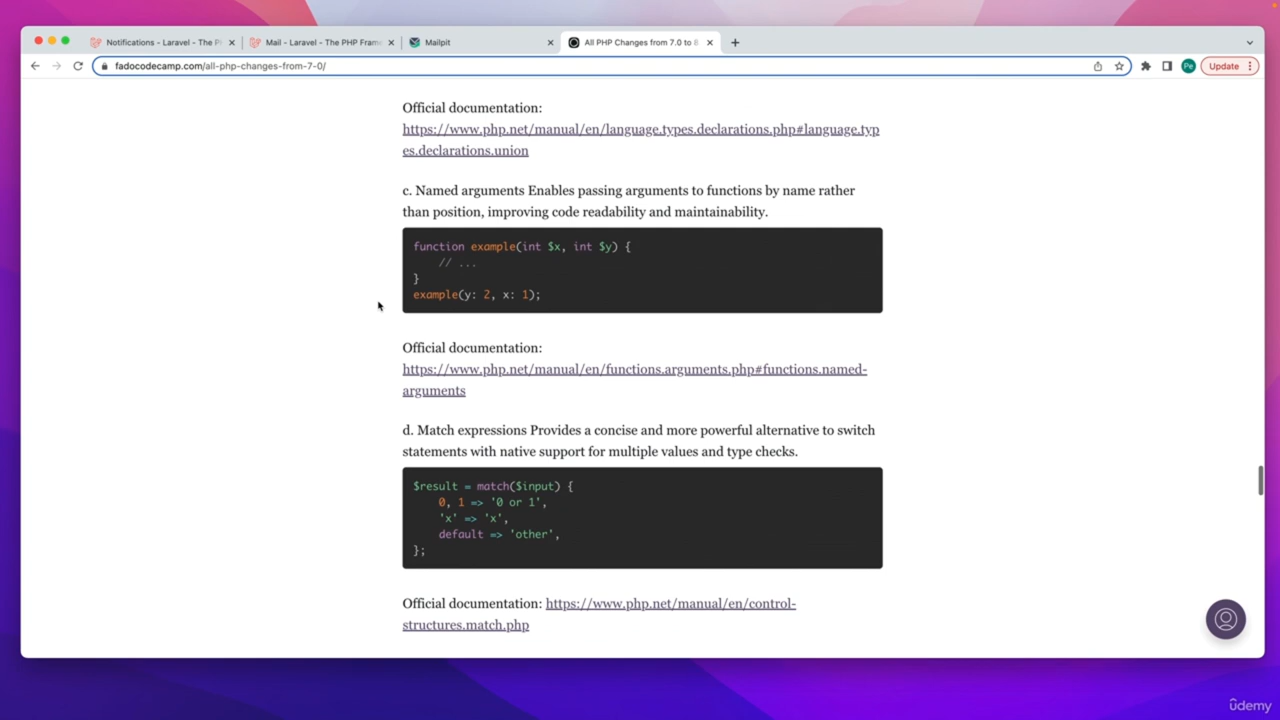 Notifications - Laravel - The P
Mail - Laravel - The PHP Fram
Mailpit
All PHP Changes from 7.0 to 8
fadocodecamp.com/all-php-changes-from-7-0/
Pe
Update
Official documentation:
https://www.php.net/manual/en/language.types.declarations.php#language.typ
es.declarations.union
c. Named arguments Enables passing arguments to functions by name rather
than position, improving code readability and maintainability.
function example(int $x, int $y) {
// ...
}
example(y: 2, x: 1);
Official documentation:
https://www.php.net/manual/en/functions.arguments.php#functions.named-
arguments
d. Match expressions Provides a concise and more powerful alternative to switch
statements with native support for multiple values and type checks.
$result = match($input) {
0, 1 => '0 or 1',
'x' => 'x',
default => 'other',
};
Official documentation: https://www.php.net/manual/en/control-
structures.match.php
ûdemy